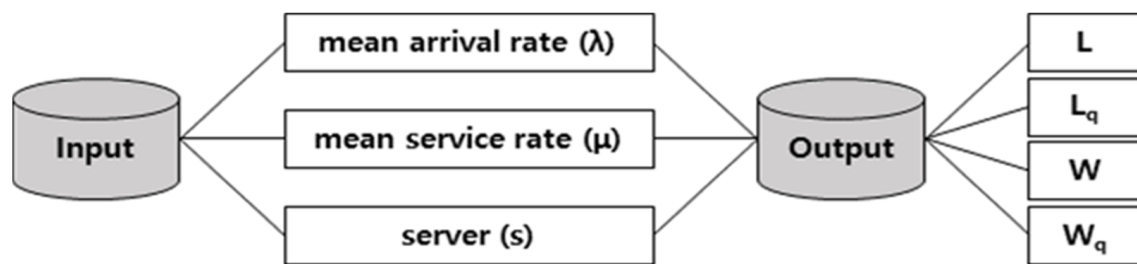 Input
mean arrival rate (λ)
mean service rate (μ)
server (s)
Output
L
Lq
W
Wq